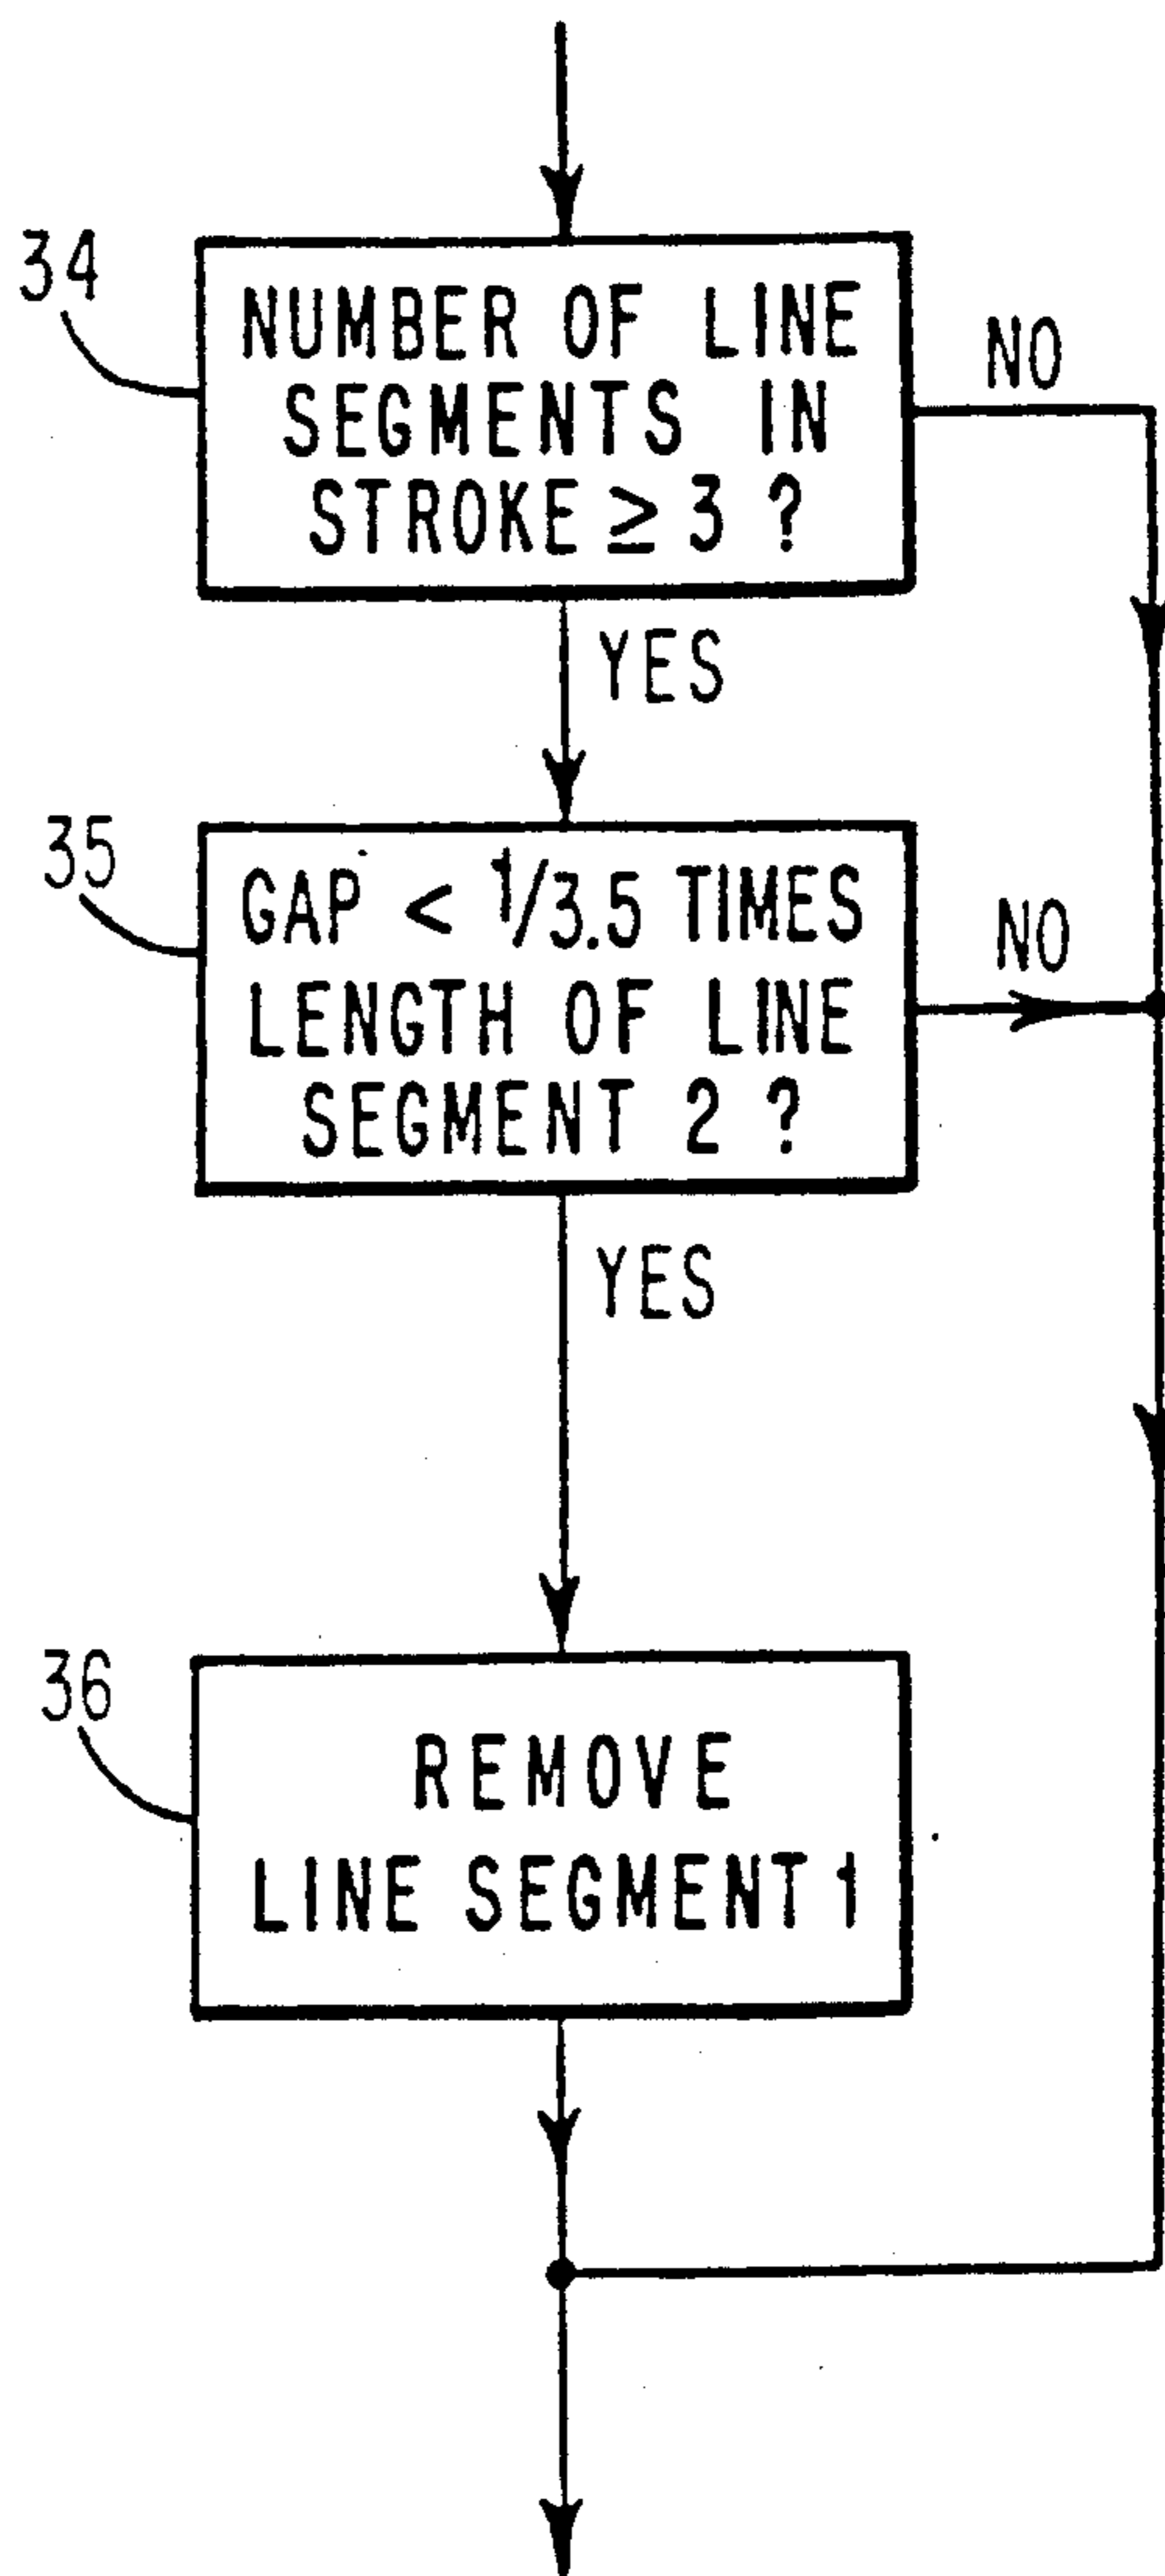 34
NUMBER OF LINE
SEGMENTS IN
STROKE ≥ 3 ?
NO
YES
35
GAP < 1/3.5 TIMES
LENGTH OF LINE
SEGMENT 2 ?
NO
YES
36
REMOVE
LINE SEGMENT 1